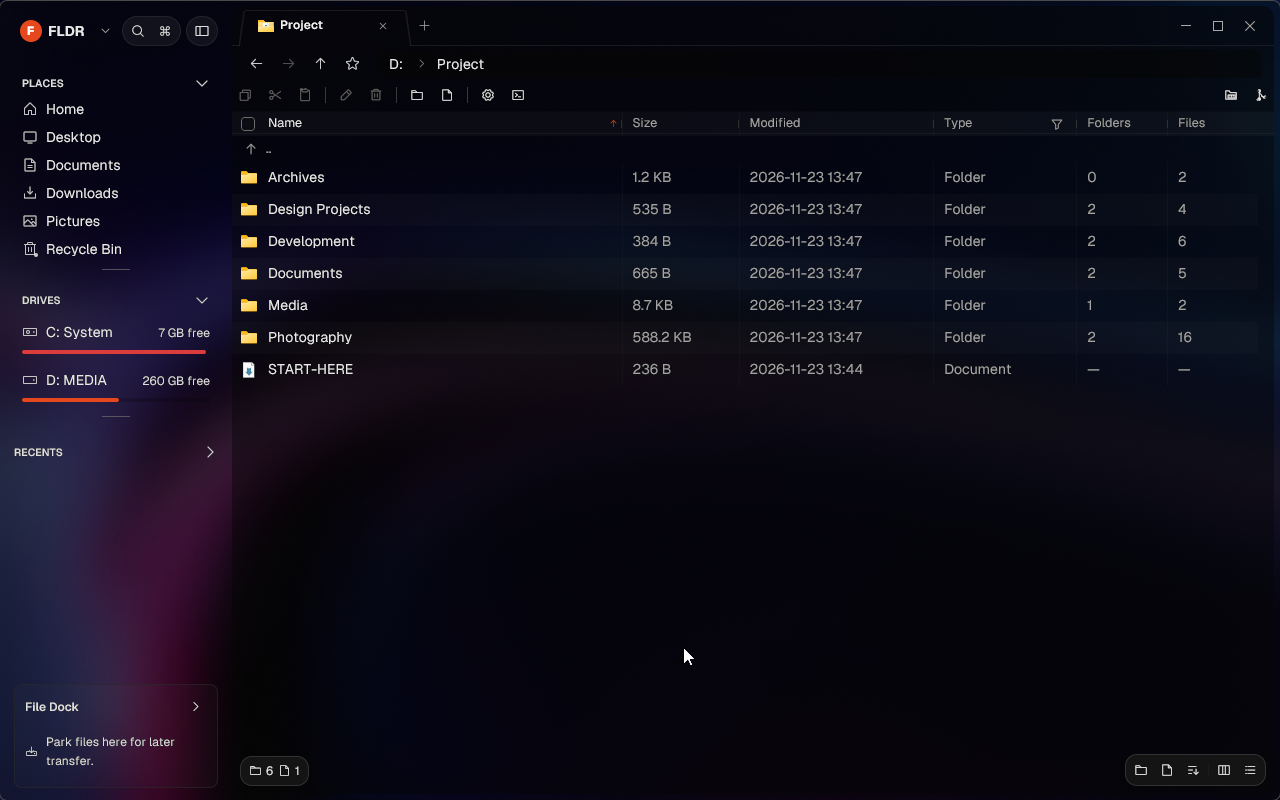 F FLDR
Project
D: Project
PLACES
Home
Desktop
Documents
Downloads
Pictures
Recycle Bin
DRIVES
C: System 7 GB free
D: MEDIA 260 GB free
RECENTS
File Dock
Park files here for later
transfer.
Name Size Modified Type Folders Files
..
Archives 1.2 KB 2026-11-23 13:47 Folder 0 2
Design Projects 535 B 2026-11-23 13:47 Folder 2 4
Development 384 B 2026-11-23 13:47 Folder 2 6
Documents 665 B 2026-11-23 13:47 Folder 2 5
Media 8.7 KB 2026-11-23 13:47 Folder 1 2
Photography 588.2 KB 2026-11-23 13:47 Folder 2 16
START-HERE 236 B 2026-11-23 13:44 Document — —
6 1